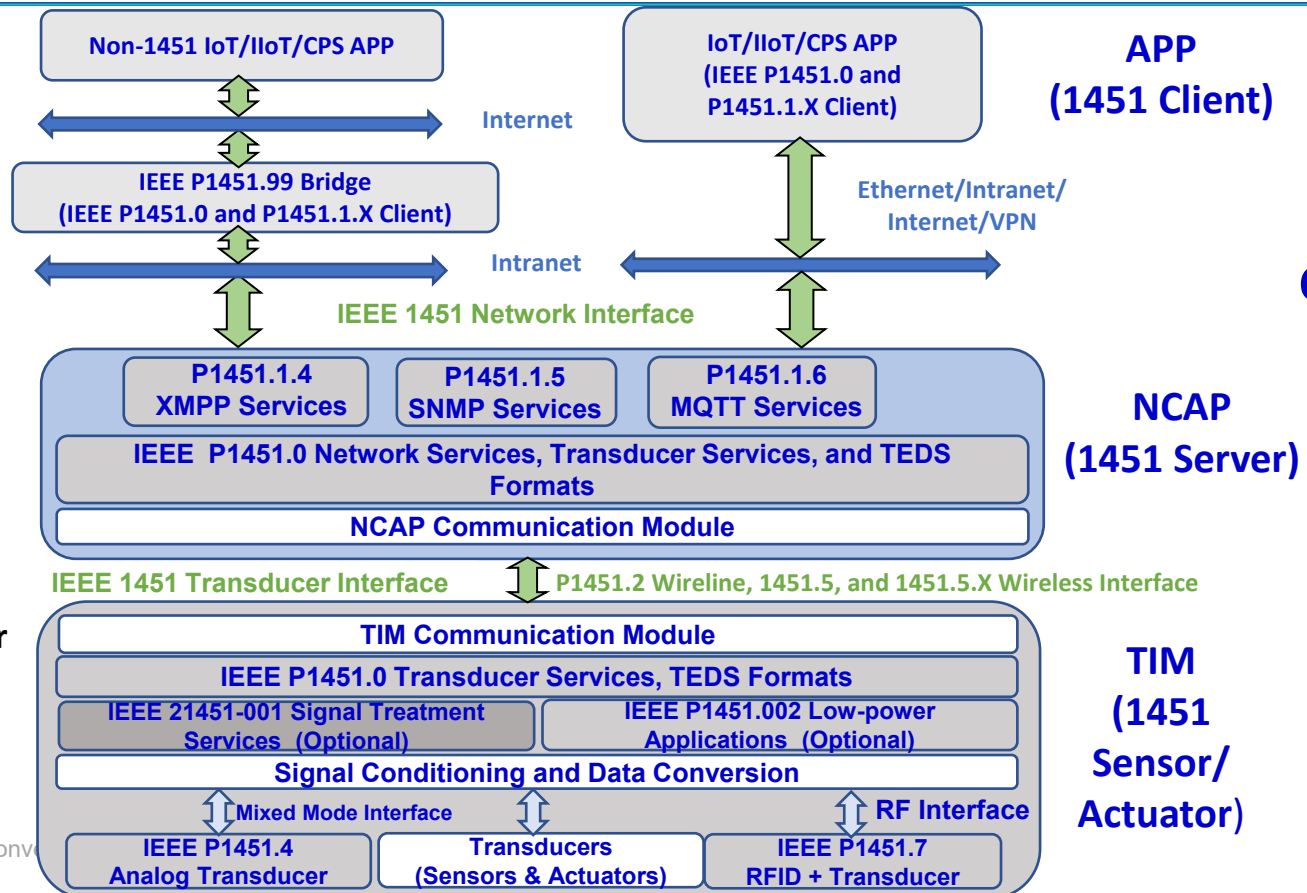 Non-1451 IoT/IIoT/CPS APP
IoT/IIoT/CPS APP
(IEEE P1451.0 and
P1451.1.X Client)
APP
(1451 Client)
Internet
IEEE P1451.99 Bridge
(IEEE P1451.0 and P1451.1.X Client)
Ethernet/Intranet/
Internet/VPN
Intranet
IEEE 1451 Network Interface
P1451.1.4
XMPP Services
P1451.1.5
SNMP Services
P1451.1.6
MQTT Services
NCAP
(1451 Server)
IEEE P1451.0 Network Services, Transducer Services, and TEDS
Formats
NCAP Communication Module
IEEE 1451 Transducer Interface
P1451.2 Wireline, 1451.5, and 1451.5.X Wireless Interface
r
TIM Communication Module
IEEE P1451.0 Transducer Services, TEDS Formats
IEEE 21451-001 Signal Treatment
Services (Optional)
IEEE P1451.002 Low-power
Applications (Optional)
TIM
(1451
Sensor/
Actuator)
Signal Conditioning and Data Conversion
Mixed Mode Interface
RF Interface
IEEE P1451.4
Analog Transducer
Transducers
(Sensors & Actuators)
IEEE P1451.7
RFID + Transducer